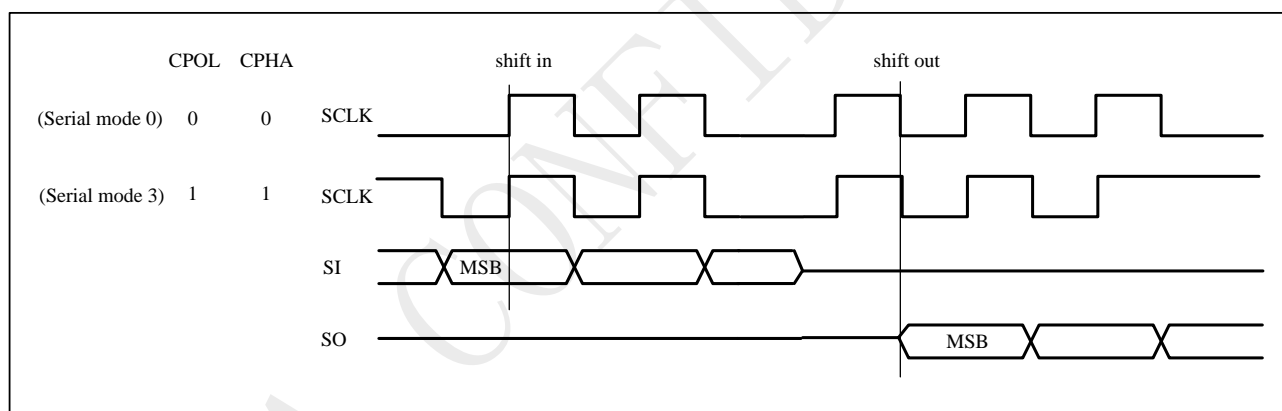 CPOL CPHA shift in shift out
(Serial mode 0) 0 0 SCLK
(Serial mode 3) 1 1 SCLK
SI MSB
SO MSB